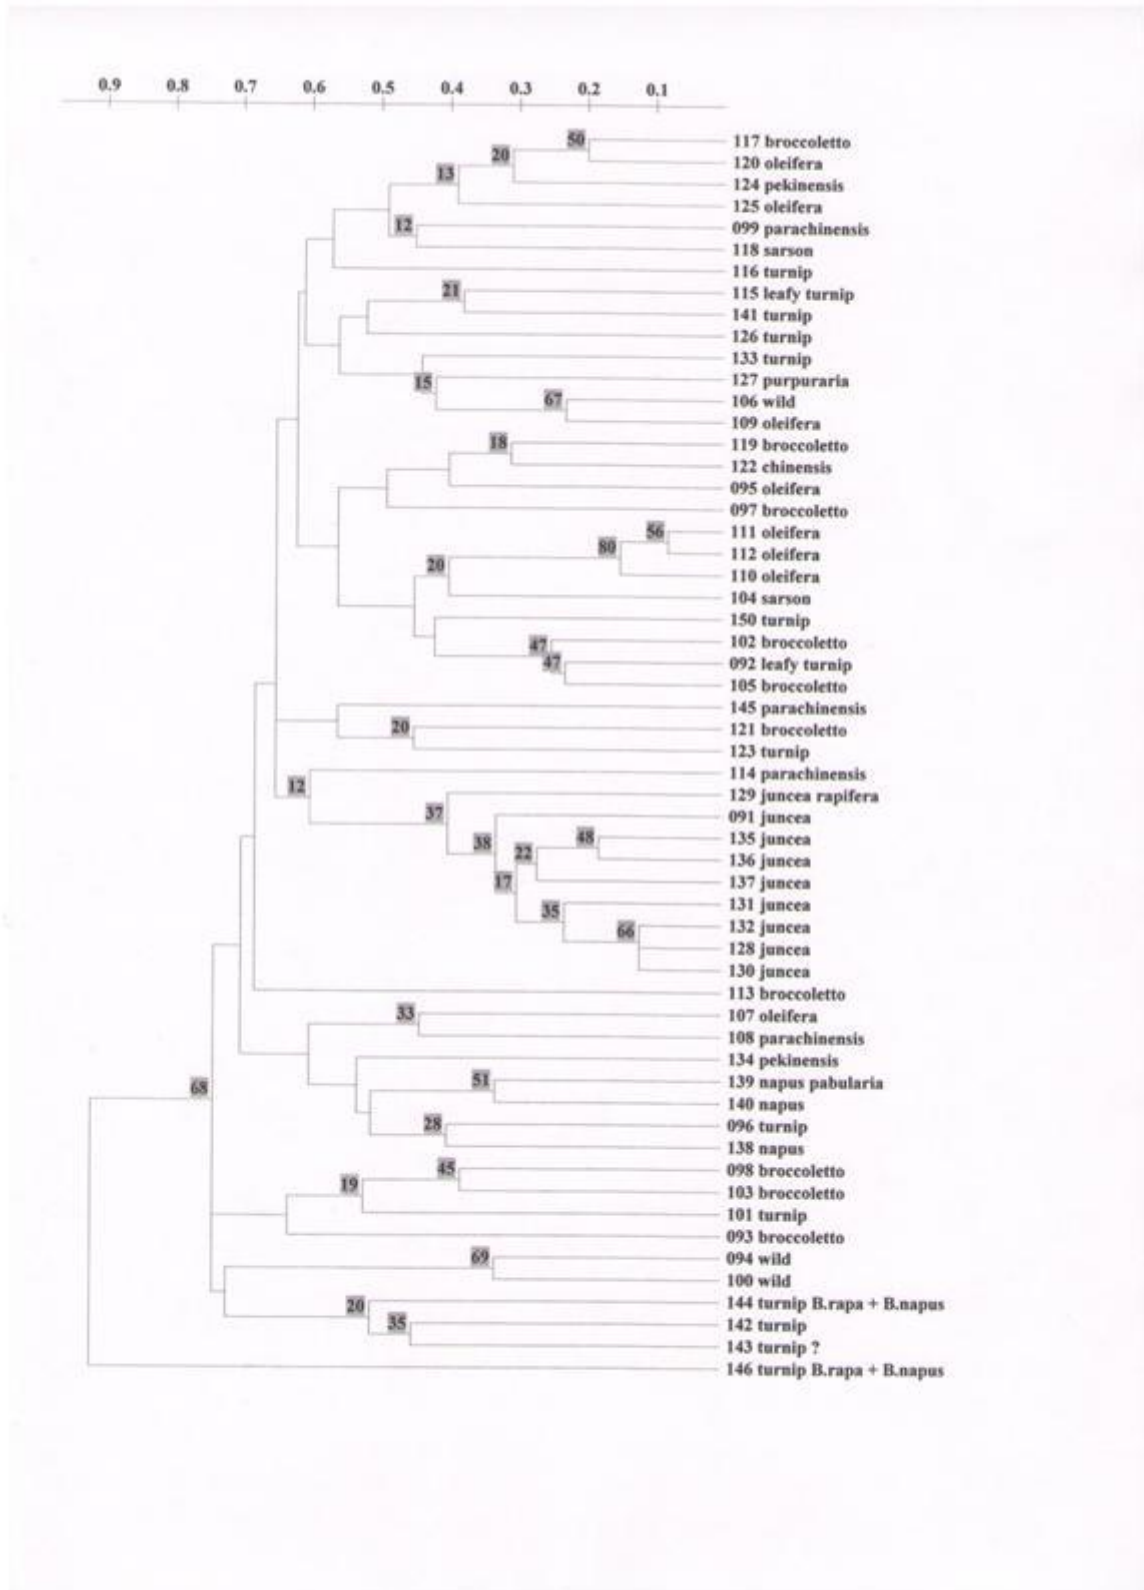 0.9 0.8 0.7 0.6 0.5 0.4 0.3 0.2 0.1
50 117 broccoletto
20 120 oleifera
13 124 pekinensis
125 oleifera
12 099 parachinensis
118 sarson
116 turnip
21 115 leafy turnip
141 turnip
126 turnip
133 turnip
15 127 purpuraria
67 106 wild
109 oleifera
18 119 broccoletto
122 chinensis
095 oleifera
097 broccoletto
56 111 oleifera
80 112 oleifera
20 110 oleifera
104 sarson
150 turnip
47 102 broccoletto
47 092 leafy turnip
105 broccoletto
145 parachinensis
20 121 broccoletto
123 turnip
12 114 parachinensis
129 juncea rapifera
37 091 juncea
38 48 135 juncea
22 136 juncea
17 137 juncea
35 131 juncea
66 132 juncea
128 juncea
130 juncea
113 broccoletto
33 107 oleifera
108 parachinensis
134 pekinensis
68 51 139 napus pabularia
140 napus
28 096 turnip
138 napus
45 098 broccoletto
19 103 broccoletto
101 turnip
093 broccoletto
69 094 wild
100 wild
20 144 turnip B.rapa + B.napus
35 142 turnip
143 turnip ?
146 turnip B.rapa + B.napus